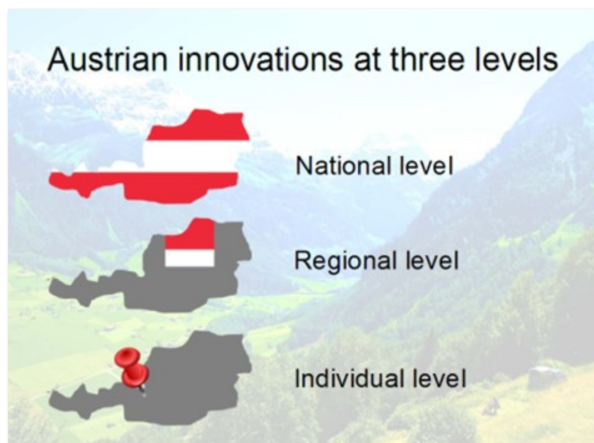 Austrian innovations at three levels
National level
Regional level
Individual level